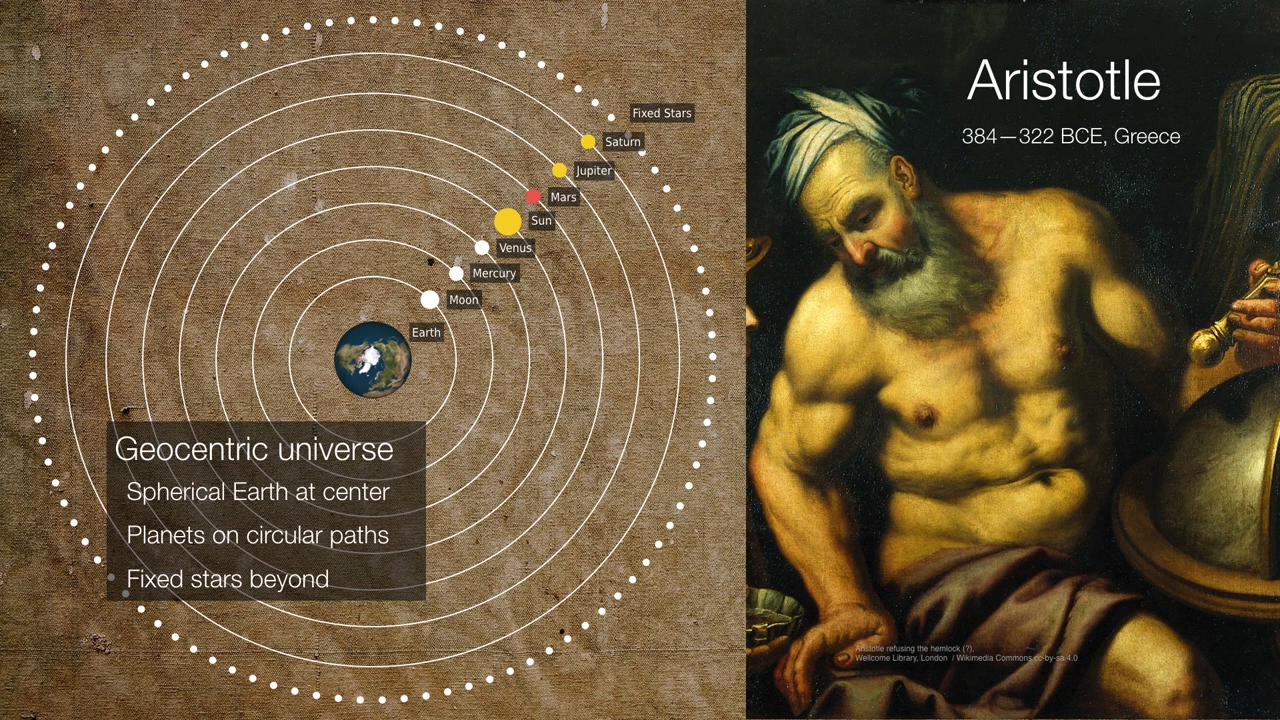 Fixed Stars
Saturn
Jupiter
Mars
Sun
Venus
Mercury
Moon
Earth
Geocentric universe
Spherical Earth at center
Planets on circular paths
Fixed stars beyond
Aristotle
384—322 BCE, Greece
Aristotle refusing the hemlock (?),
Wellcome Library, London / Wikimedia Commons cc-by-sa 4.0